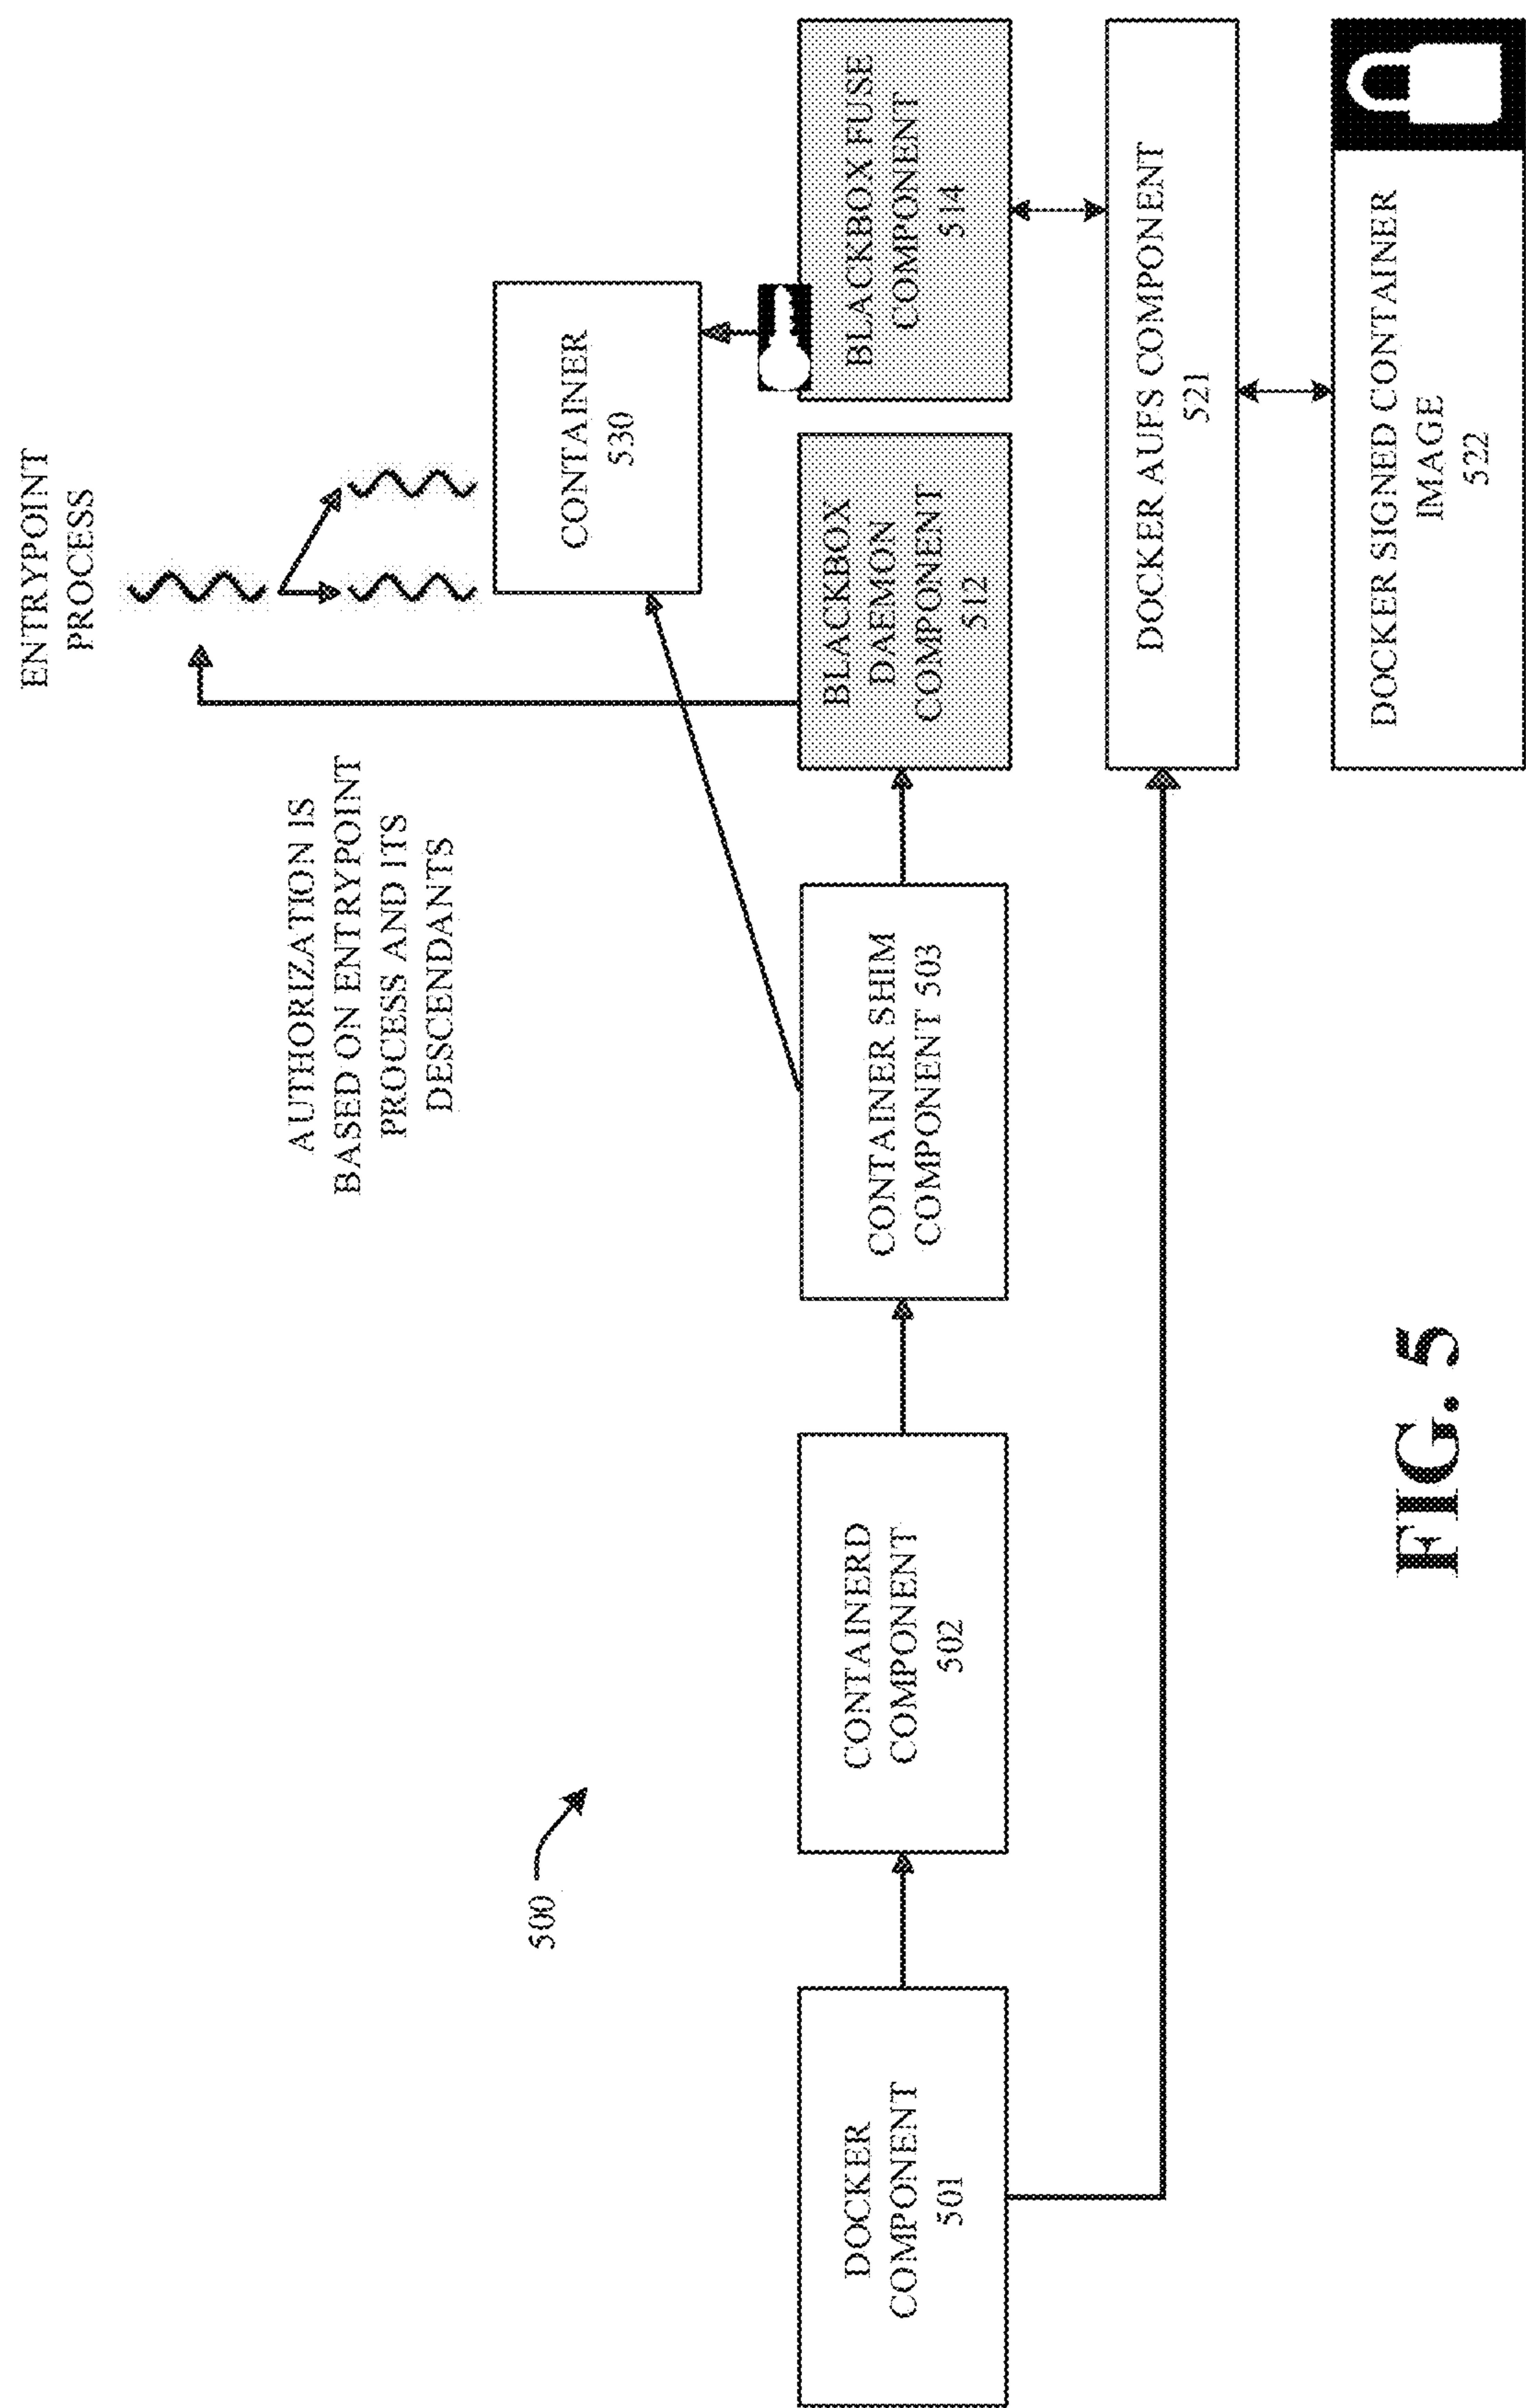 ENTRYPOINT
PROCESS
AUTHORIZATION IS
BASED ON ENTRYPOINT
PROCESS AND ITS
DESCENDANTS
500
CONTAINER
530
DOCKER
COMPONENT
501
CONTAINERD
COMPONENT
502
CONTAINER SHIM
COMPONENT 503
BLACKBOX
DAEMON
COMPONENT
512
BLACKBOX FUSE
COMPONENT
514
DOCKER AUFS COMPONENT
521
DOCKER SIGNED CONTAINER
IMAGE
522
FIG. 5